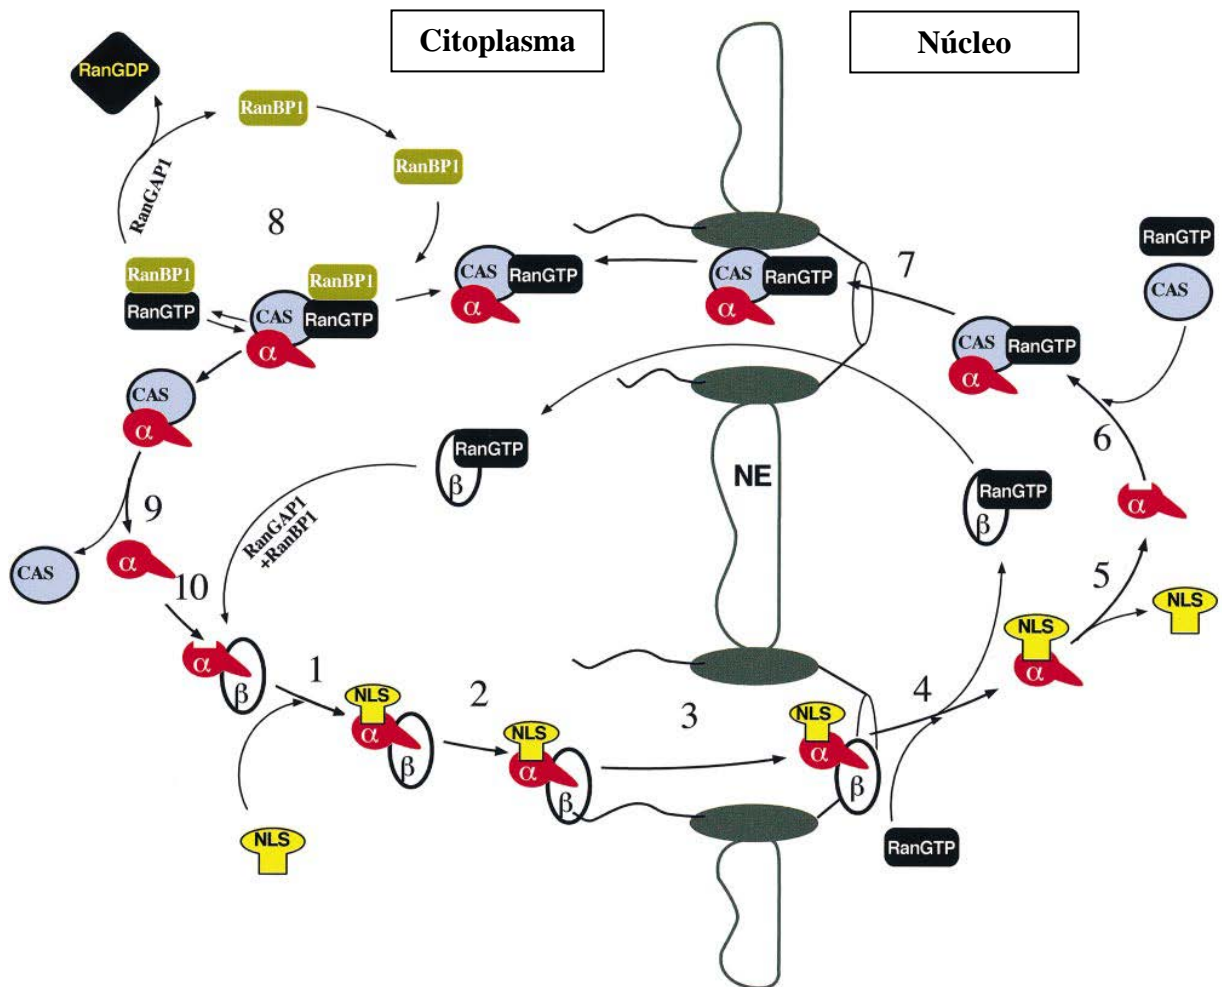 Citoplasma
Núcleo
RanGDP
RanBP1
RanBP1
RanGAP1
8
RanBP1
RanGTP
RanBP1
CAS
RanGTP
α
CAS
RanGTP
α
CAS
RanGTP
α
7
RanGTP
CAS
CAS
RanGTP
α
6
CAS
α
9
CAS
α
10
RanGTP
β
RanGAP1
+RanBP1
NE
RanGTP
β
α
5
NLS
NLS
α
α
β
1
NLS
α
β
2
NLS
α
β
3
NLS
α
β
4
NLS
RanGTP